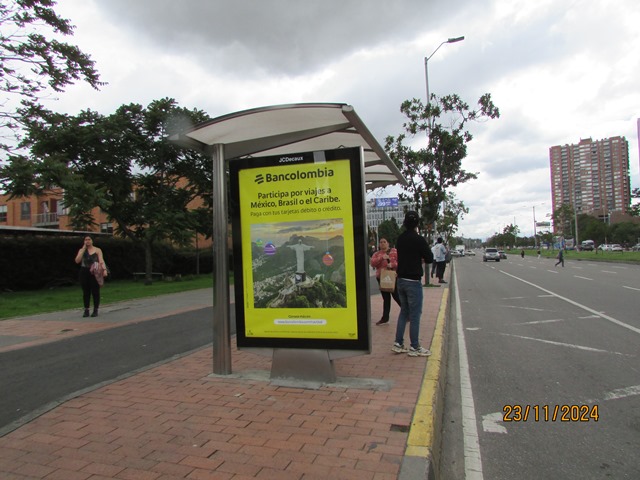 JCDecaux
Bancolombia
Participa por viajes a
México, Brasil o el Caribe.
Paga con tus tarjetas débito o crédito.
23/11/2024